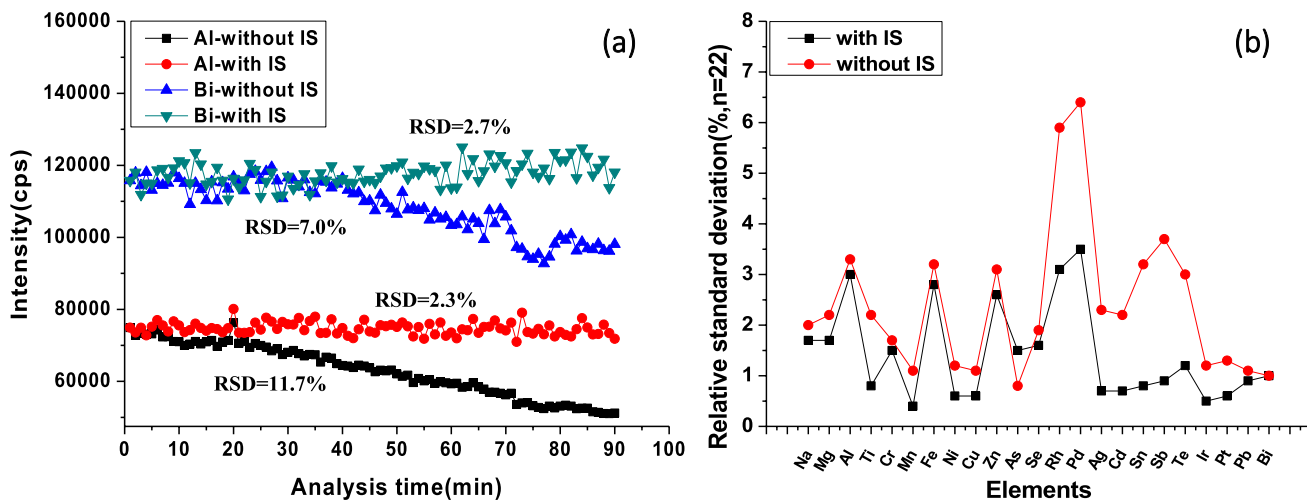 160000
140000
120000
100000
80000
60000
0
10
20
30
40
50
60
70
80
90
100
Intensity(cps)
Analysis time(min)
Al-without IS
Al-with IS
Bi-without IS
Bi-with IS
(a)
RSD=2.7%
RSD=7.0%
RSD=2.3%
RSD=11.7%
8
7
6
5
4
3
2
1
0
Relative standard deviation(%,n=22)
with IS
without IS
(b)
Na
Mg
Al
Ti
Cr
Mn
Fe
Ni
Cu
Zn
As
Se
Rh
Pd
Ag
Cd
Sn
Sb
Te
Ir
Pt
Pb
Bi
Elements